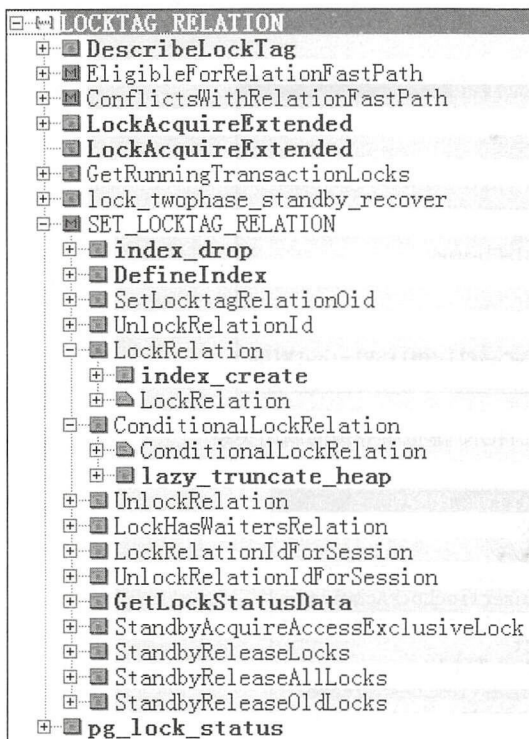 LOCKTAG_RELATION
DescribeLockTag
EligibleForRelationFastPath
ConflictsWithRelationFastPath
LockAcquireExtended
LockAcquireExtended
GetRunningTransactionLocks
lock_twophase_standby_recover
SET_LOCKTAG_RELATION
index_drop
DefineIndex
SetLocktagRelationOid
UnlockRelationId
LockRelation
index_create
LockRelation
ConditionalLockRelation
ConditionalLockRelation
lazy_truncate_heap
UnlockRelation
LockHasWaitersRelation
LockRelationIdForSession
UnlockRelationIdForSession
GetLockStatusData
StandbyAcquireAccessExclusiveLock
StandbyReleaseLocks
StandbyReleaseAllLocks
StandbyReleaseOldLocks
pg_lock_status